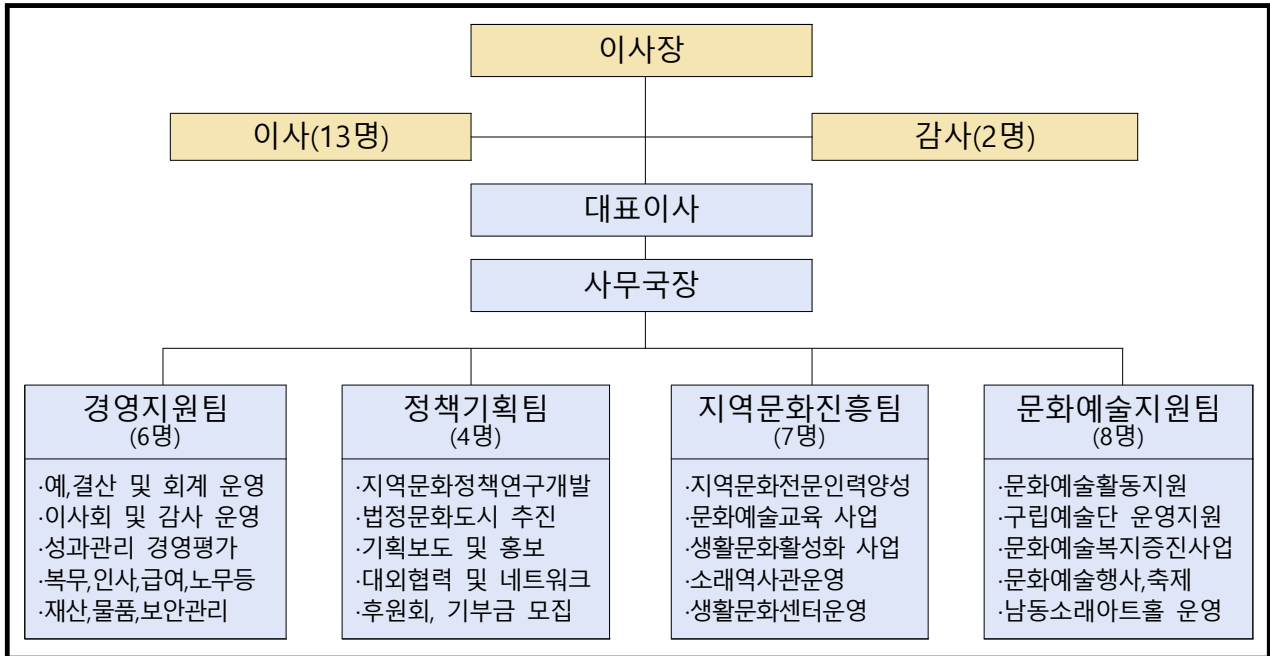 이사장
이사(13명)
감사(2명)
대표이사
사무국장
경영지원팀
(6명)
·예,결산 및 회계 운영
·이사회 및 감사 운영
·성과관리 경영평가
·복무,인사,급여,노무등
·재산,물품,보안관리
정책기획팀
(4명)
·지역문화정책연구개발
·법정문화도시 추진
·기획보도 및 홍보
·대외협력 및 네트워크
·후원회, 기부금 모집
지역문화진흥팀
(7명)
·지역문화전문인력양성
·문화예술교육 사업
·생활문화활성화 사업
·소래역사관운영
·생활문화센터운영
문화예술지원팀
(8명)
·문화예술활동지원
·구립예술단 운영지원
·문화예술복지증진사업
·문화예술행사,축제
·남동소래아트홀 운영